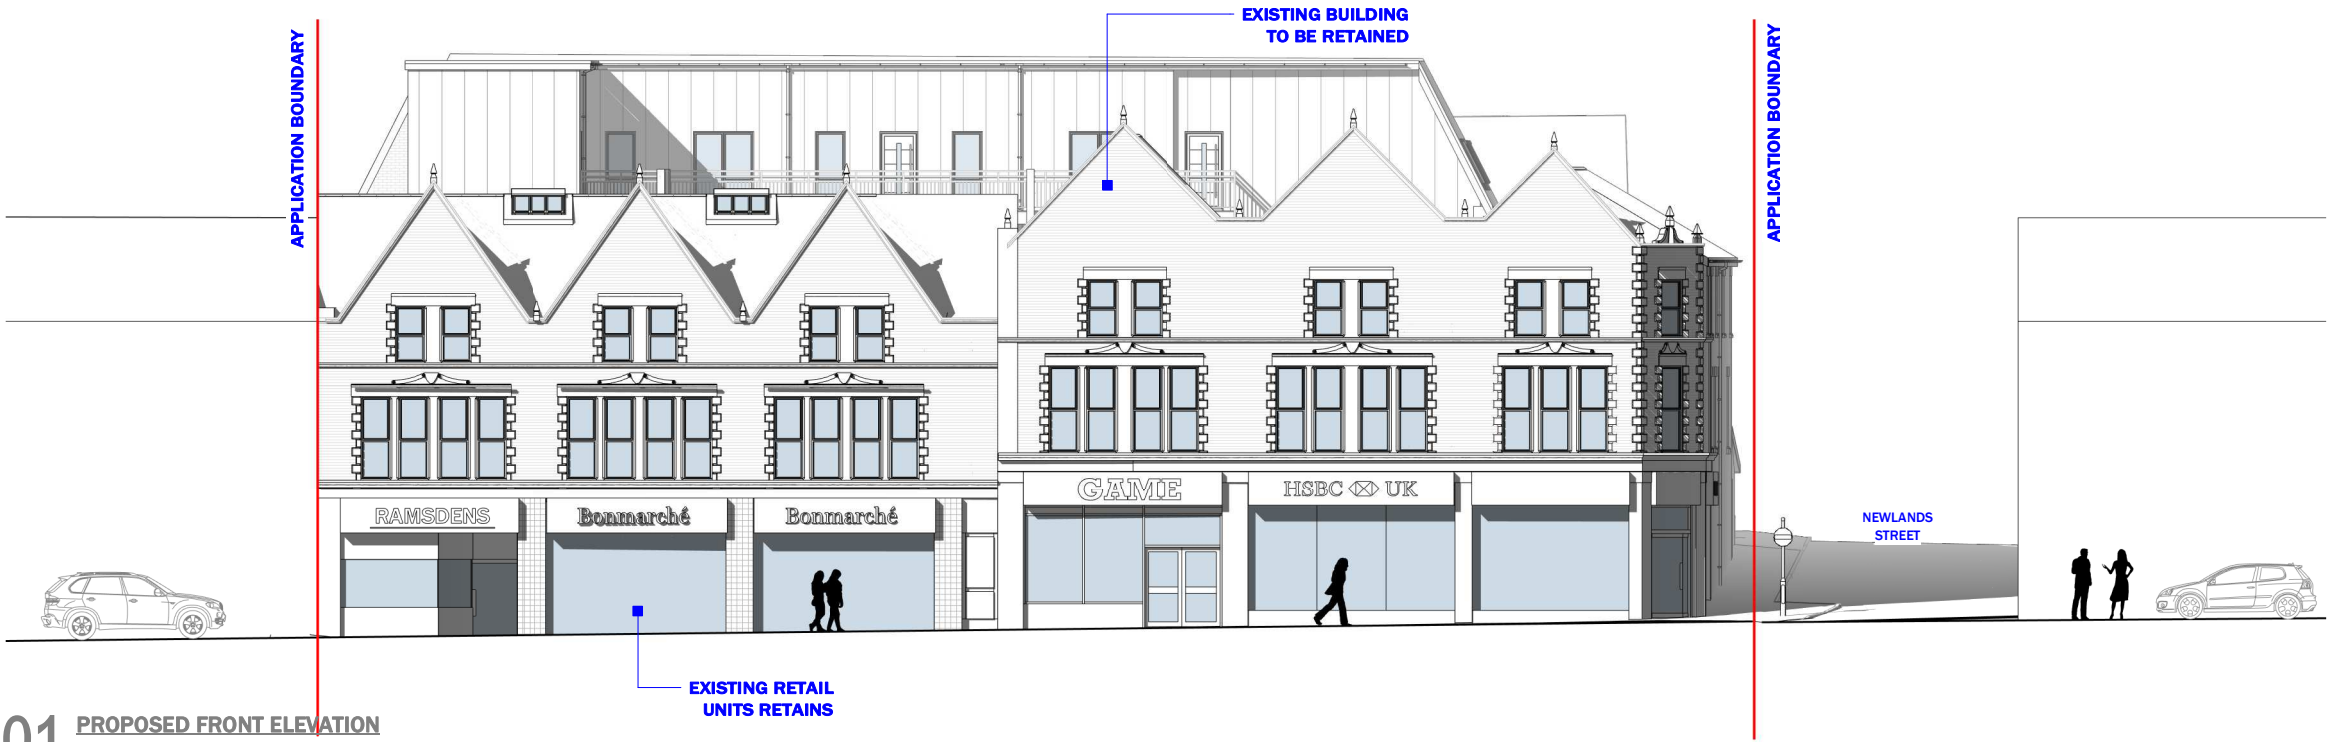 EXISTING BUILDING
TO BE RETAINED
APPLICATION BOUNDARY
APPLICATION BOUNDARY
RAMSDENS
Bonmarché
Bonmarché
GAME
HSBC UK
NEWLANDS
STREET
EXISTING RETAIL
UNITS RETAINS
01 PROPOSED FRONT ELEVATION